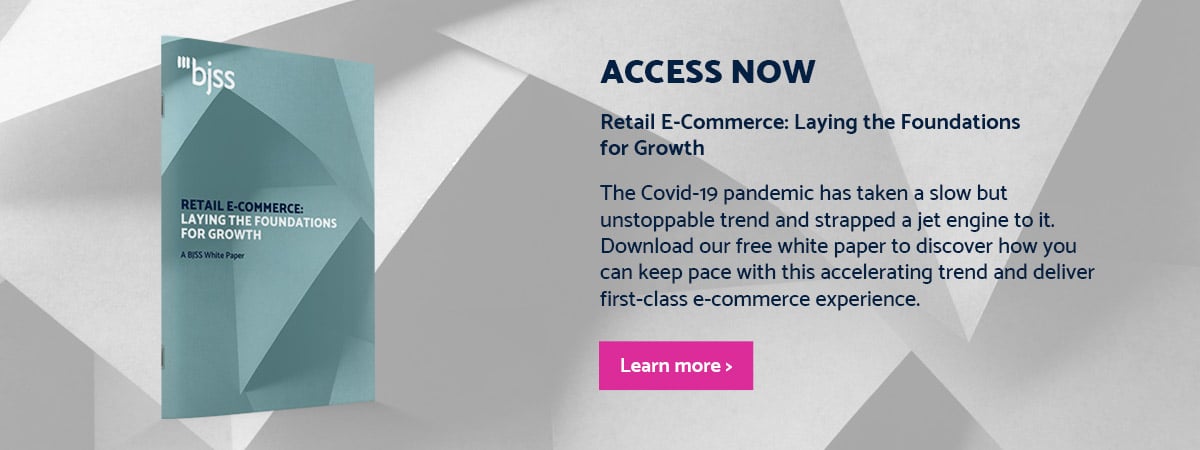 bjss
RETAIL E-COMMERCE:
LAYING THE FOUNDATIONS
FOR GROWTH
A BJSS White Paper
ACCESS NOW
Retail E-Commerce: Laying the Foundations
for Growth
The Covid-19 pandemic has taken a slow but
unstoppable trend and strapped a jet engine to it.
Download our free white paper to discover how you
can keep pace with this accelerating trend and deliver
first-class e-commerce experience.
Learn more >